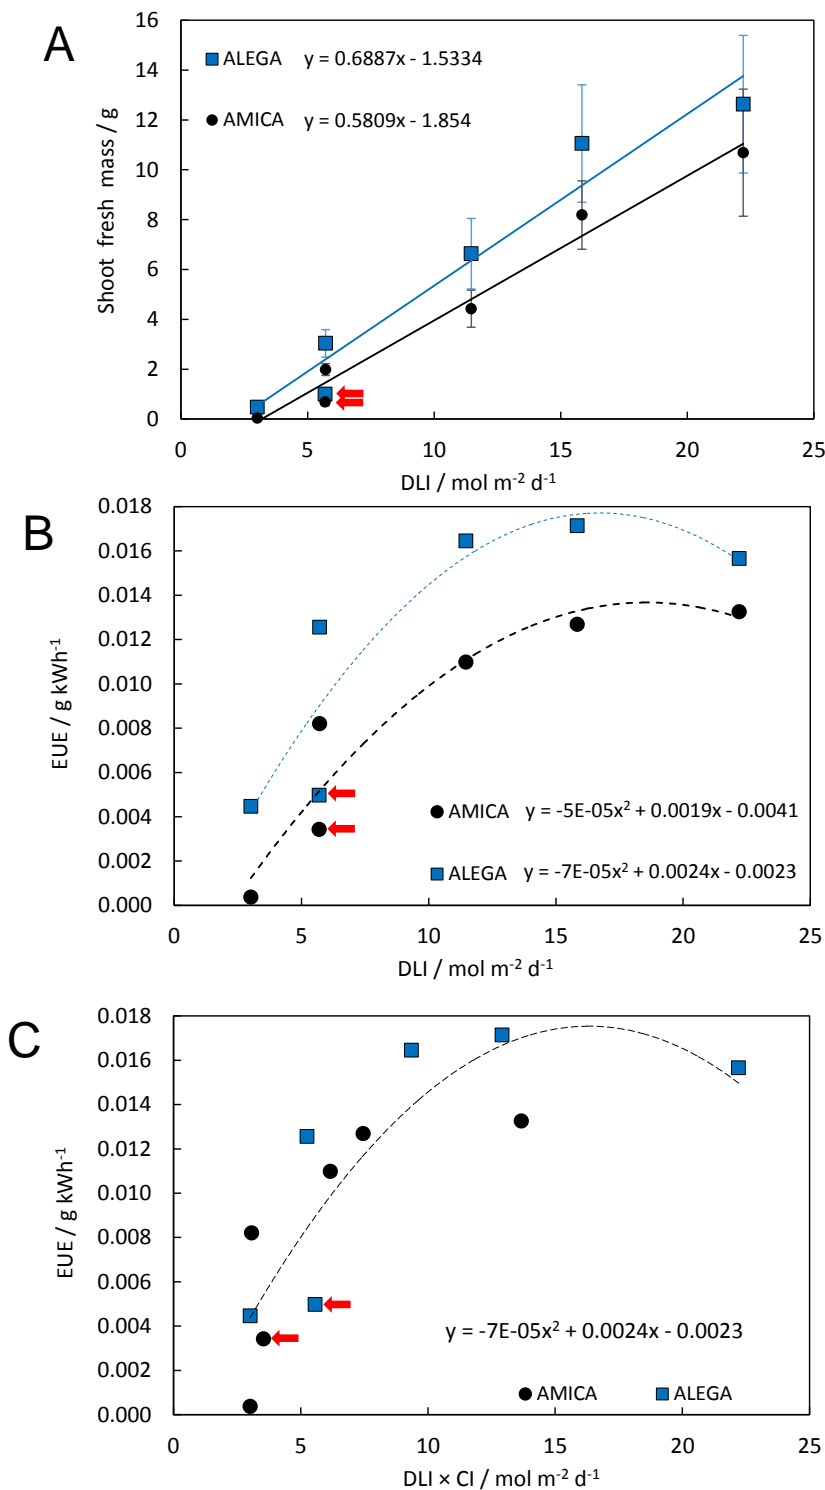 A
16
14
12
10
8
6
4
2
0
Shoot fresh mass / g
ALEGA y = 0.6887x - 1.5334
AMICA y = 0.5809x - 1.854
0 5 10 15 20 25
DLI / mol m⁻² d⁻¹
B
0.018
0.016
0.014
0.012
0.010
0.008
0.006
0.004
0.002
0.000
EUE / g kWh⁻¹
AMICA y = -5E-05x² + 0.0019x - 0.0041
ALEGA y = -7E-05x² + 0.0024x - 0.0023
0 5 10 15 20 25
DLI / mol m⁻² d⁻¹
C
0.018
0.016
0.014
0.012
0.010
0.008
0.006
0.004
0.002
0.000
EUE / g kWh⁻¹
y = -7E-05x² + 0.0024x - 0.0023
AMICA ALEGA
0 5 10 15 20 25
DLI × CI / mol m⁻² d⁻¹